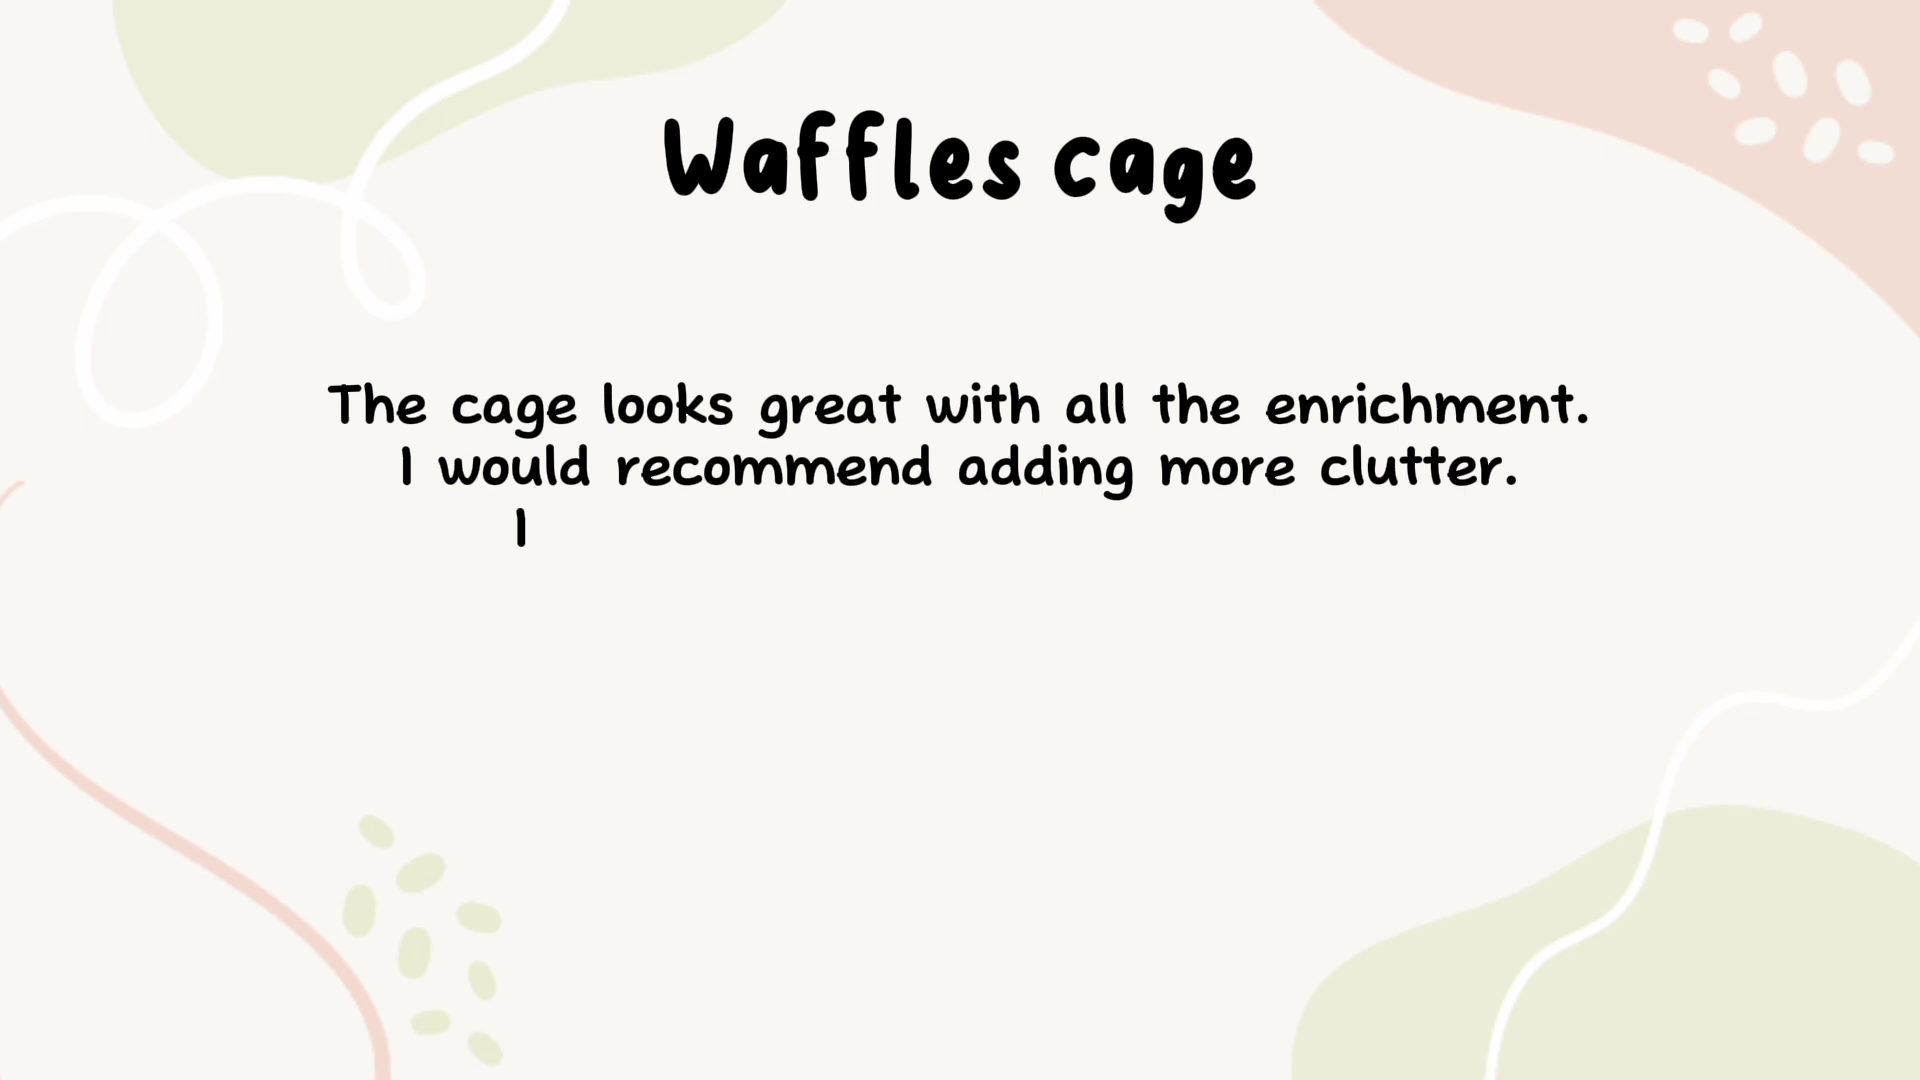 Waffles cage
The cage looks great with all the enrichment.
I would recommend adding more clutter.
I